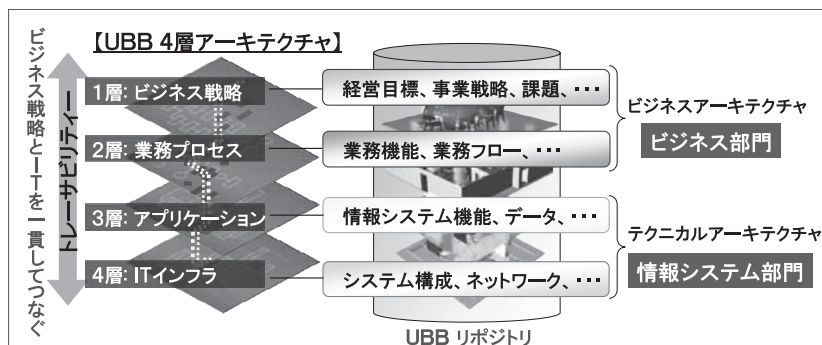 ビジネス戦略とITを一貫してつなぐ
トレーサビリティー
【UBB 4層アーキテクチャ】
1層：ビジネス戦略
経営目標、事業戦略、課題、・・・
2層：業務プロセス
業務機能、業務フロー、・・・
3層：アプリケーション
情報システム機能、データ、・・・
4層：ITインフラ
システム構成、ネットワーク、・・・
UBB リポジトリ
ビジネスアーキテクチャ
ビジネス部門
テクニカルアーキテクチャ
情報システム部門